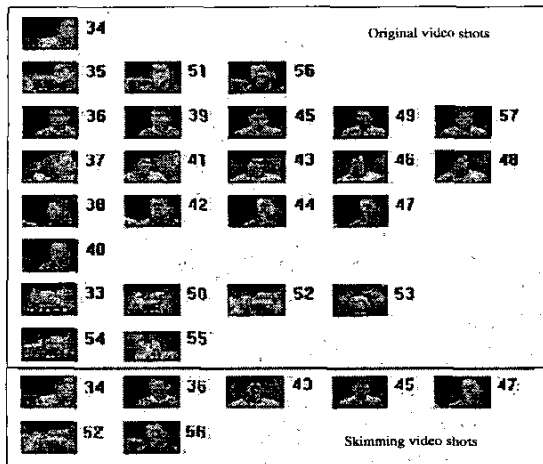 34 Original video shots
35 51 56
36 39 45 49 57
37 41 43 46 48
38 42 44 47
40
33 50 52 53
54 55
34 36 43 45 47
52 56
Skimming video shots